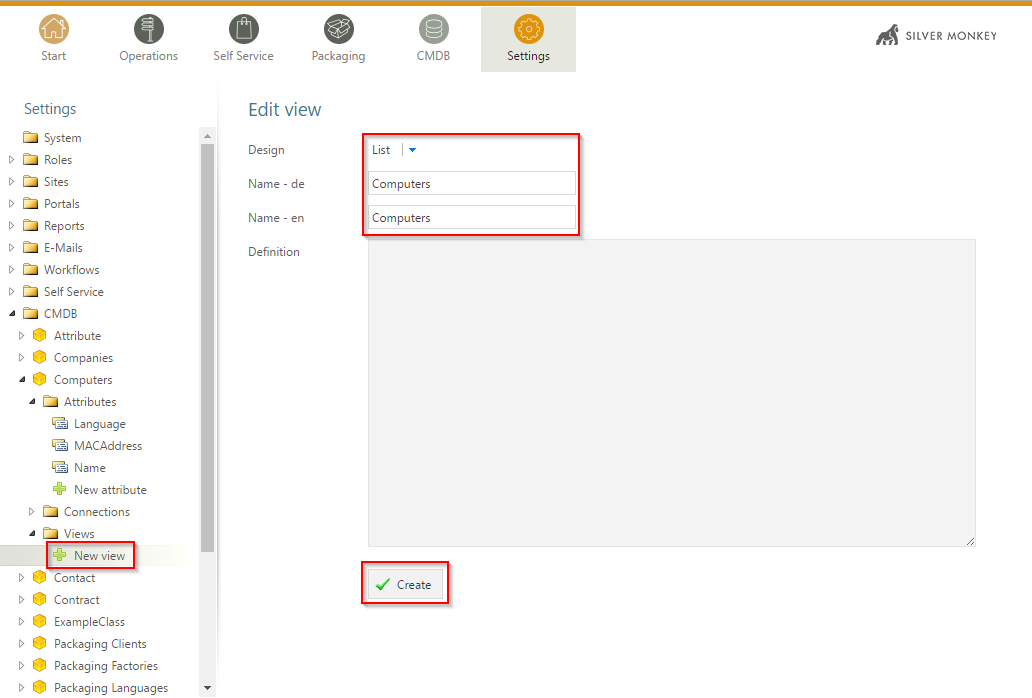 Start
Operations
Self Service
Packaging
CMDB
Settings
SILVER MONKEY
Settings
System
Roles
Sites
Portals
Reports
E-Mails
Workflows
Self Service
CMDB
Attribute
Companies
Computers
Attributes
Language
MACAddress
Name
New attribute
Connections
Views
New view
Contact
Contract
ExampleClass
Packaging Clients
Packaging Factories
Packaging Languages
Edit view
Design
List
Name - de
Computers
Name - en
Computers
Definition
Create